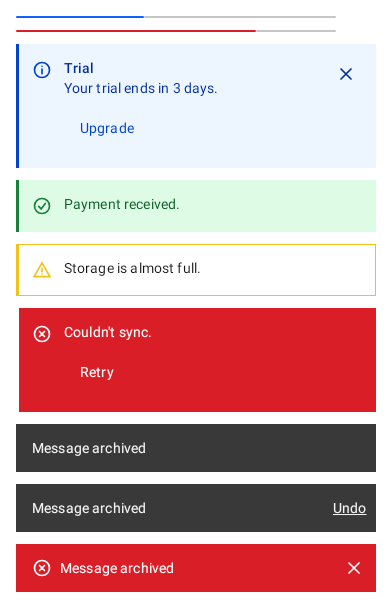 Trial
Your trial ends in 3 days.
Upgrade
Payment received.
Storage is almost full.
Couldn't sync.
Retry
Message archived
Message archived Undo
Message archived